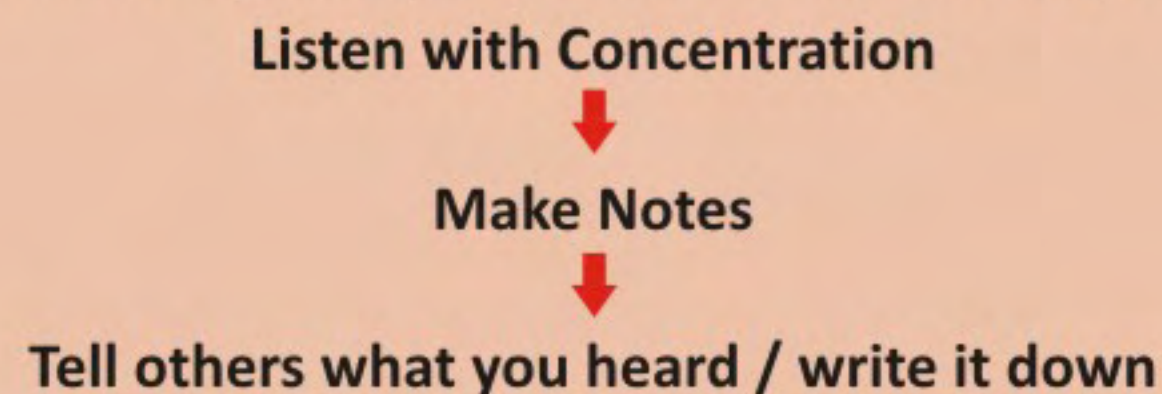 Listen with Concentration
Make Notes
Tell others what you heard / write it down